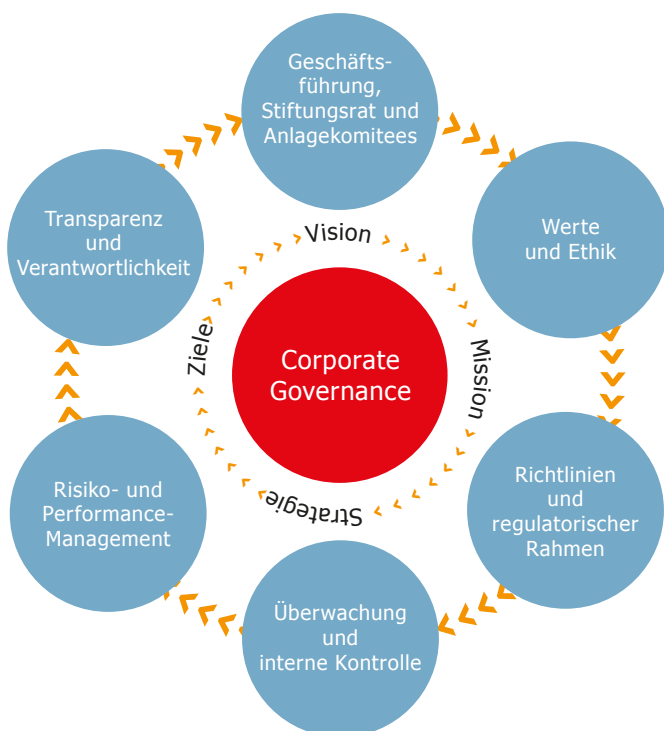 Geschäfts-
führung,
Stiftungsrat und
Anlagekomitees
Werte
und Ethik
Richtlinien
und
regulatorischer
Rahmen
Überwachung
und
interne Kontrolle
Risiko- und
Performance-
Management
Transparenz
und
Verantwortlichkeit
Vision
Mission
Strategie
Ziele
Corporate
Governance